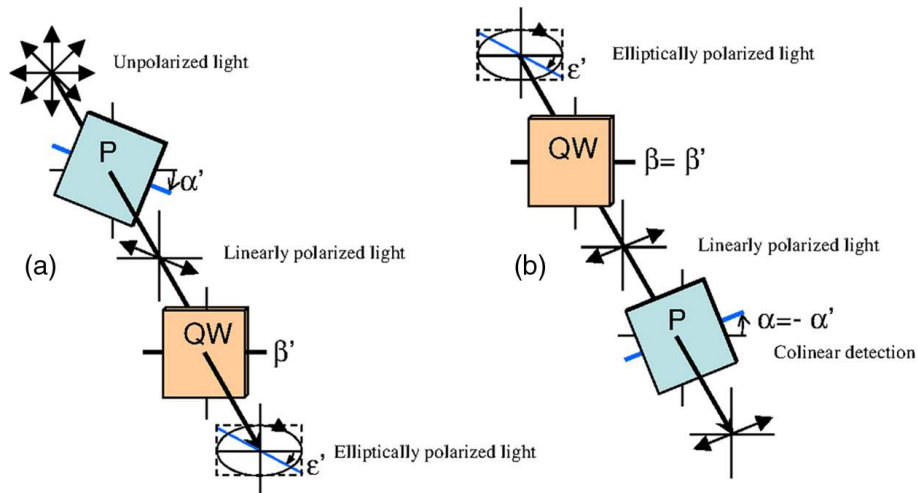 Unpolarized light
P
α'
(a)
Linearly polarized light
QW
β'
ε'
Elliptically polarized light
Elliptically polarized light
ε'
QW
β= β'
(b)
Linearly polarized light
P
α=- α'
Colinear detection